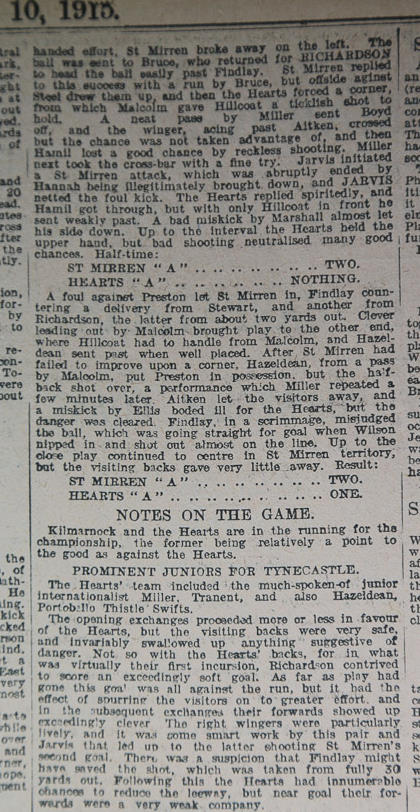 10, 1915.
handed effort, St Mirren broke away on the left. The
ball was sent to Bruce, who returned for RICHARDSON
to head the ball easily past Findlay. St Mirren replied
to this success with a run by Bruce, but offside against
Steel drew them up, and then the Hearts forced a corner,
from which Malcolm gave Hillcoat a ticklish shot to
hold. A neat pass by Miller sent Boyd
off, and the winger, acing past Aitken, crossed
but the chance was not taken advantage of, and then
Hamil lost a good chance by reckless shooting. Miller
next took the cross-bar with a fine try. Jarvis initiated
a St Mirren attack, which was abruptly ended by
Hannah being illegitimately brought down, and JARVIS
netted the foul kick. The Hearts replied spiritedly, and
Hamil got through, but with only Hillcoat in front he
sent weakly past. A bad miskick by Marshall almost let
his side down. Up to the interval the Hearts held the
upper hand, but bad shooting neutralised many good
chances. Half-time:
ST MIRREN "A" .. .. .. .. .. .. .. TWO.
HEARTS "A" .. .. .. .. .. .. NOTHING.
A foul against Preston let St Mirren in, Findlay coun-
tering a delivery from Stewart, and another from
Richardson, the latter from about two yards out. Clever
leading out by Malcolm brought play to the other end,
where Hillcoat had to handle from Malcolm, and Hazel-
dean sent past when well placed. After St Mirren had
failed to improve upon a corner, Hazeldean, from a pass
by Malcolm, put Preston in possession, but the half-
back shot over, a performance which Miller repeated a
few minutes later. Aitken let the visitors away, and
a miskick by Ellis boded ill for the Hearts, but the
danger was cleared. Findlay, in a scrimmage, misjudged
the ball, which was going straight for goal when Wilson
nipped in and shot out almost on the line. Up to the
close play continued to centre in St Mirren territory,
but the visiting backs gave very little away. Result:
ST MIRREN "A" .. .. .. .. .. .. .. TWO.
HEARTS "A" .. .. .. .. .. .. .. ONE.
NOTES ON THE GAME.
Kilmarnock and the Hearts are in the running for the
championship, the former being relatively a point to
the good as against the Hearts.
PROMINENT JUNIORS FOR TYNECASTLE.
The Hearts' team included the much-spoken-of junior
internationalist Miller, Tranent, and also Hazeldean,
Portobello Thistle Swifts.
The opening exchanges proceeded more or less in favour
of the Hearts, but the visiting backs were very safe,
and invariably swallowed up anything suggestive of
danger. Not so with the Hearts' backs, for in what
was virtually their first incursion, Richardson contrived
to score an exceedingly soft goal. As far as play had
gone this goal was all against the run, but it had the
effect of spurring the visitors on to greater effort, and
in the subsequent exchanges their forwards showed up
exceedingly clever The right wingers were particularly
lively, and it was some smart work by this pair and
Jarvis that led up to the latter shooting St Mirren's
second goal. There was a suspicion that Findlay might
have saved the shot, which was taken from fully 30
yards out. Following this the Hearts had innumerable
chances to reduce the leeway, but near goal their for-
wards were a very weak company.